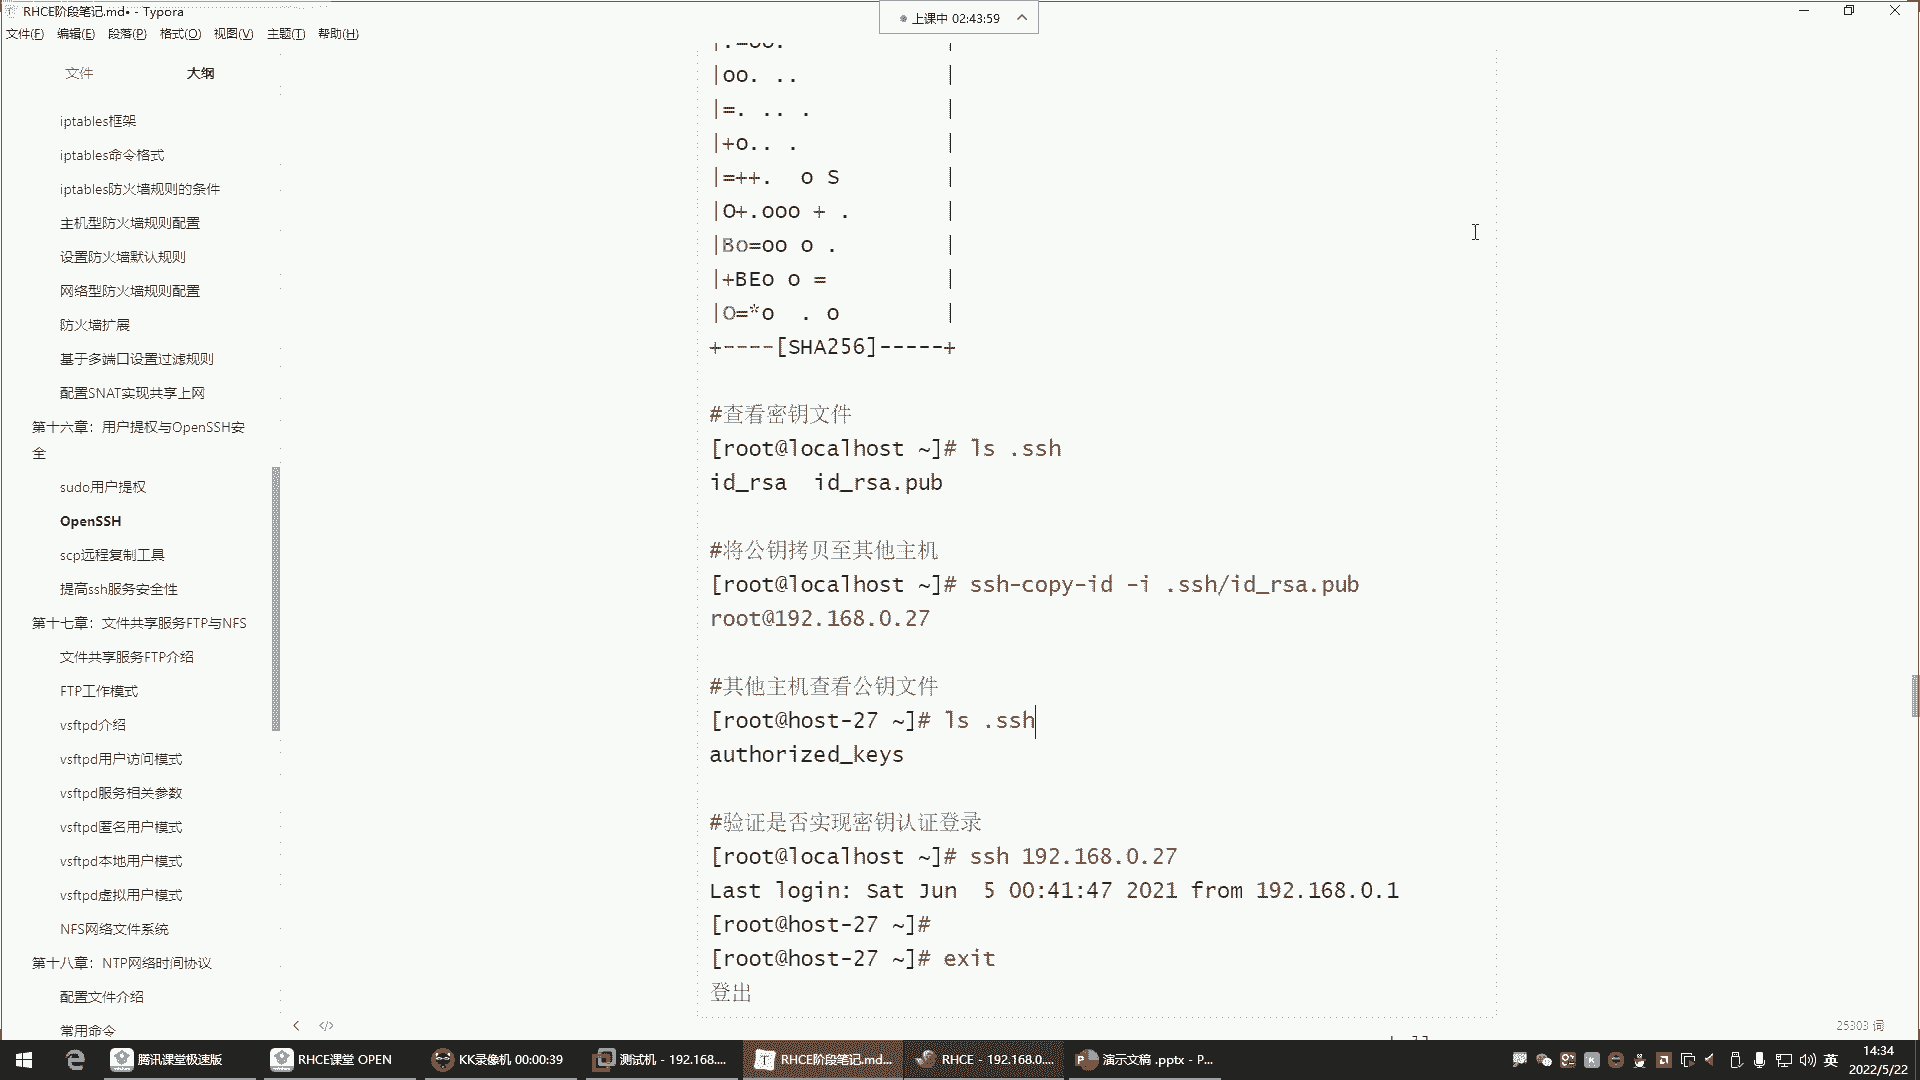 RHCE阶段笔记.md• - Typora
上课中 02:43:59
文件(F) 编辑(E) 段落(P) 格式(O) 视图(V) 主题(T) 帮助(H)
文件 大纲
iptables框架
iptables命令格式
iptables防火墙规则的条件
主机型防火墙规则配置
设置防火墙默认规则
网络型防火墙规则配置
防火墙扩展
基于多端口设置过滤规则
配置SNAT实现共享上网
第十六章：用户提权与OpenSSH安
全
sudo用户提权
OpenSSH
scp远程复制工具
提高ssh服务安全性
第十七章：文件共享服务FTP与NFS
文件共享服务FTP介绍
FTP工作模式
vsftpd介绍
vsftpd用户访问模式
vsftpd服务相关参数
vsftpd匿名用户模式
vsftpd本地用户模式
vsftpd虚拟用户模式
NFS网络文件系统
第十八章：NTP网络时间协议
配置文件介绍
常用命令
|oo. ..           |
|=. .. .          |
|+o.. .           |
|=++.  o S        |
|O+.ooo + .       |
|Bo=oo o .        |
|+BEo o =         |
|O=*o  . o        |
+----[SHA256]-----+
#查看密钥文件
[root@localhost ~]# ls .ssh
id_rsa  id_rsa.pub
#将公钥拷贝至其他主机
[root@localhost ~]# ssh-copy-id -i .ssh/id_rsa.pub
root@192.168.0.27
#其他主机查看公钥文件
[root@host-27 ~]# ls .ssh
authorized_keys
#验证是否实现密钥认证登录
[root@localhost ~]# ssh 192.168.0.27
Last login: Sat Jun  5 00:41:47 2021 from 192.168.0.1
[root@host-27 ~]#
[root@host-27 ~]# exit
登出
25303 词
腾讯课堂极速版 RHCE课堂 OPEN KK录像机 00:00:39 测试机 - 192.168.... RHCE阶段笔记.md... RHCE - 192.168.0.... 演示文稿 .pptx - P... 英 14:34
2022/5/22